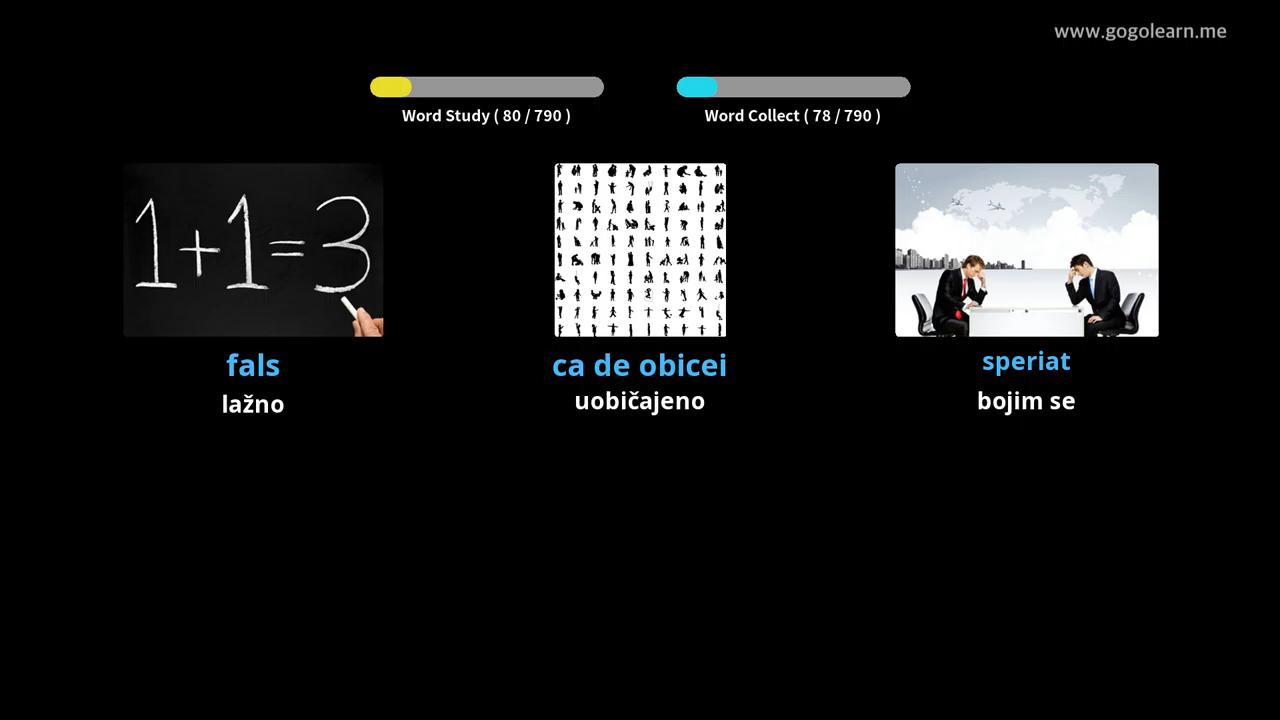 www.gogolearn.me
Word Study ( 80 / 790 )
Word Collect ( 78 / 790 )
1+1=3
fals
ca de obicei
speriat
lažno
uobičajeno
bojim se